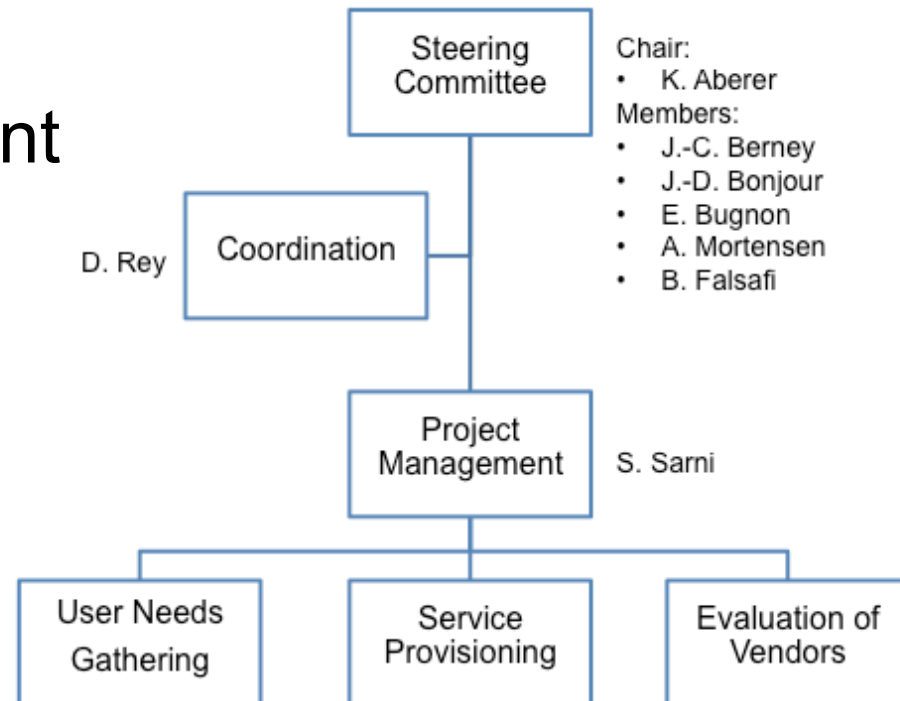 Steering
Committee
Chair:
• K. Aberer
Members:
• J.-C. Berney
• J.-D. Bonjour
• E. Bugnon
• A. Mortensen
• B. Falsafi
nt
D. Rey
Coordination
Project
Management
S. Sarni
User Needs
Gathering
Service
Provisioning
Evaluation of
Vendors